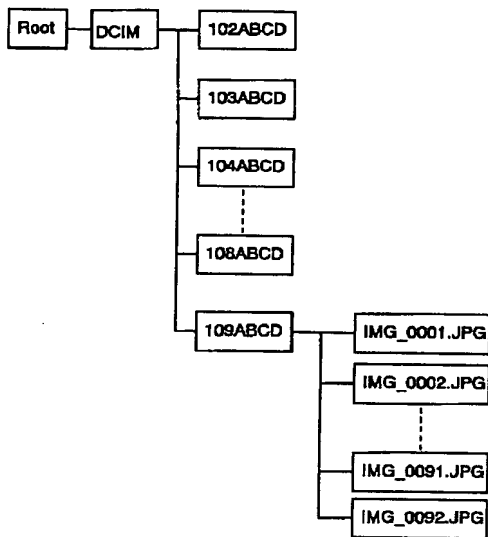 Root
DCIM
102ABCD
103ABCD
104ABCD
108ABCD
109ABCD
IMG_0001.JPG
IMG_0002.JPG
IMG_0091.JPG
IMG_0092.JPG